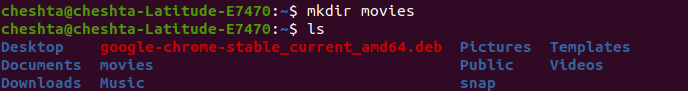 cheshta@cheshta-Latitude-E7470:~$ mkdir movies
cheshta@cheshta-Latitude-E7470:~$ ls
Desktop    google-chrome-stable_current_amd64.deb  Pictures  Templates
Documents  movies                                  Public    Videos
Downloads  Music                                   snap